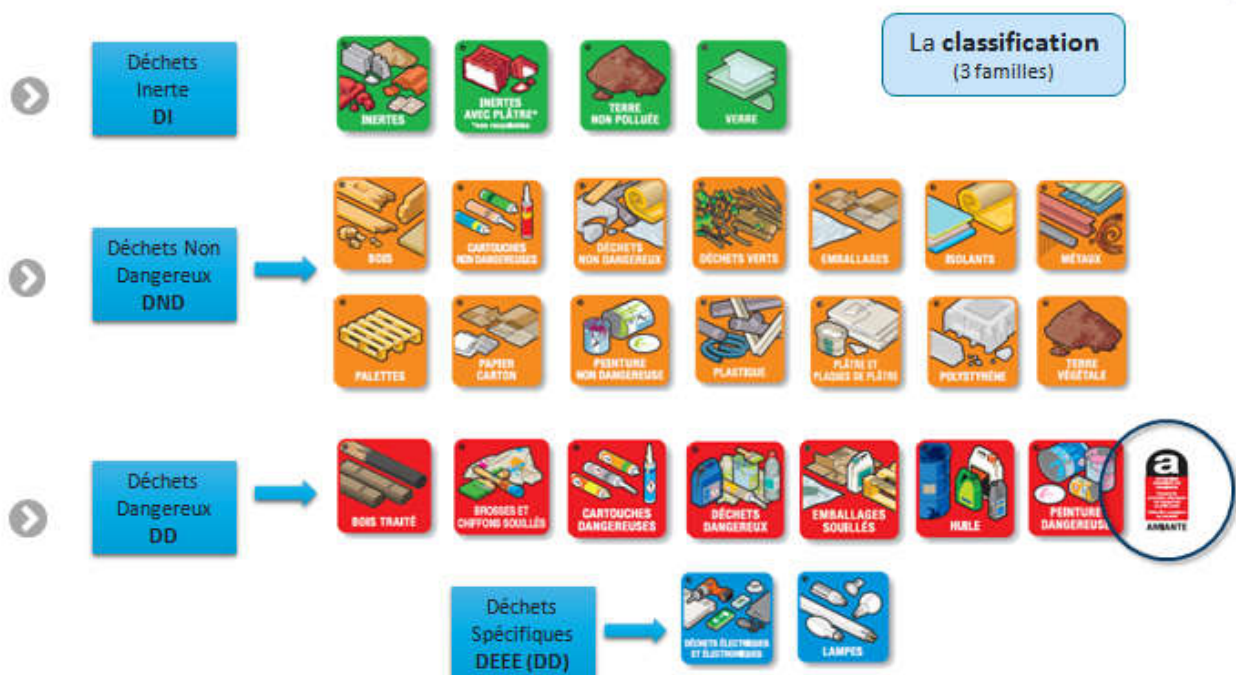 La classification
(3 familles)
Déchets
Inerte
DI
INERTES
INERTES
AVEC PLÂTRE*
TERRE
NON POLLUÉE
VERRE
Déchets Non
Dangereux
DND
BOIS
CARTOUCHES
NON DANGEREUSES
DÉCHETS
NON DANGEREUX
DÉCHETS VERTS
EMBALLAGES
ISOLANTS
MÉTAUX
PALETTES
PAPIER
CARTON
PEINTURE
NON DANGEREUSE
PLASTIQUE
PLÂTRE ET
PLAQUES DE PLÂTRE
POLYSTYRÈNE
TERRE
VÉGÉTALE
Déchets
Dangereux
DD
BOIS TRAITÉ
BROSSES ET
CHIFFONS SOUILLÉS
CARTOUCHES
DANGEREUSES
DÉCHETS
DANGEREUX
EMBALLAGES
SOUILLÉS
HUILE
PEINTURE
DANGEREUSE
a
AMIANTE
Déchets
Spécifiques
DEEE (DD)
DÉCHETS ÉLECTRIQUES
ET ÉLECTRONIQUES
LAMPES